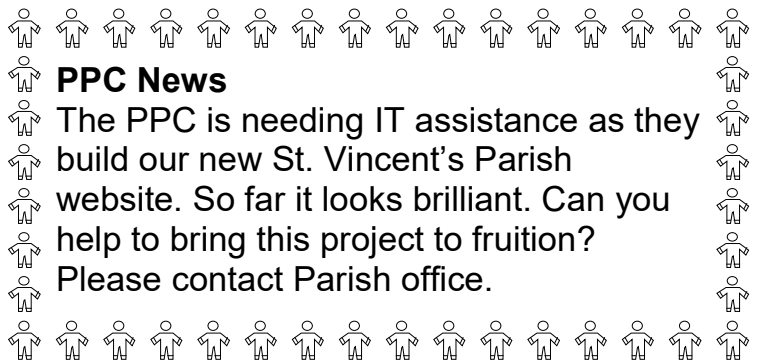 PPC News
The PPC is needing IT assistance as they
build our new St. Vincent’s Parish
website. So far it looks brilliant. Can you
help to bring this project to fruition?
Please contact Parish office.